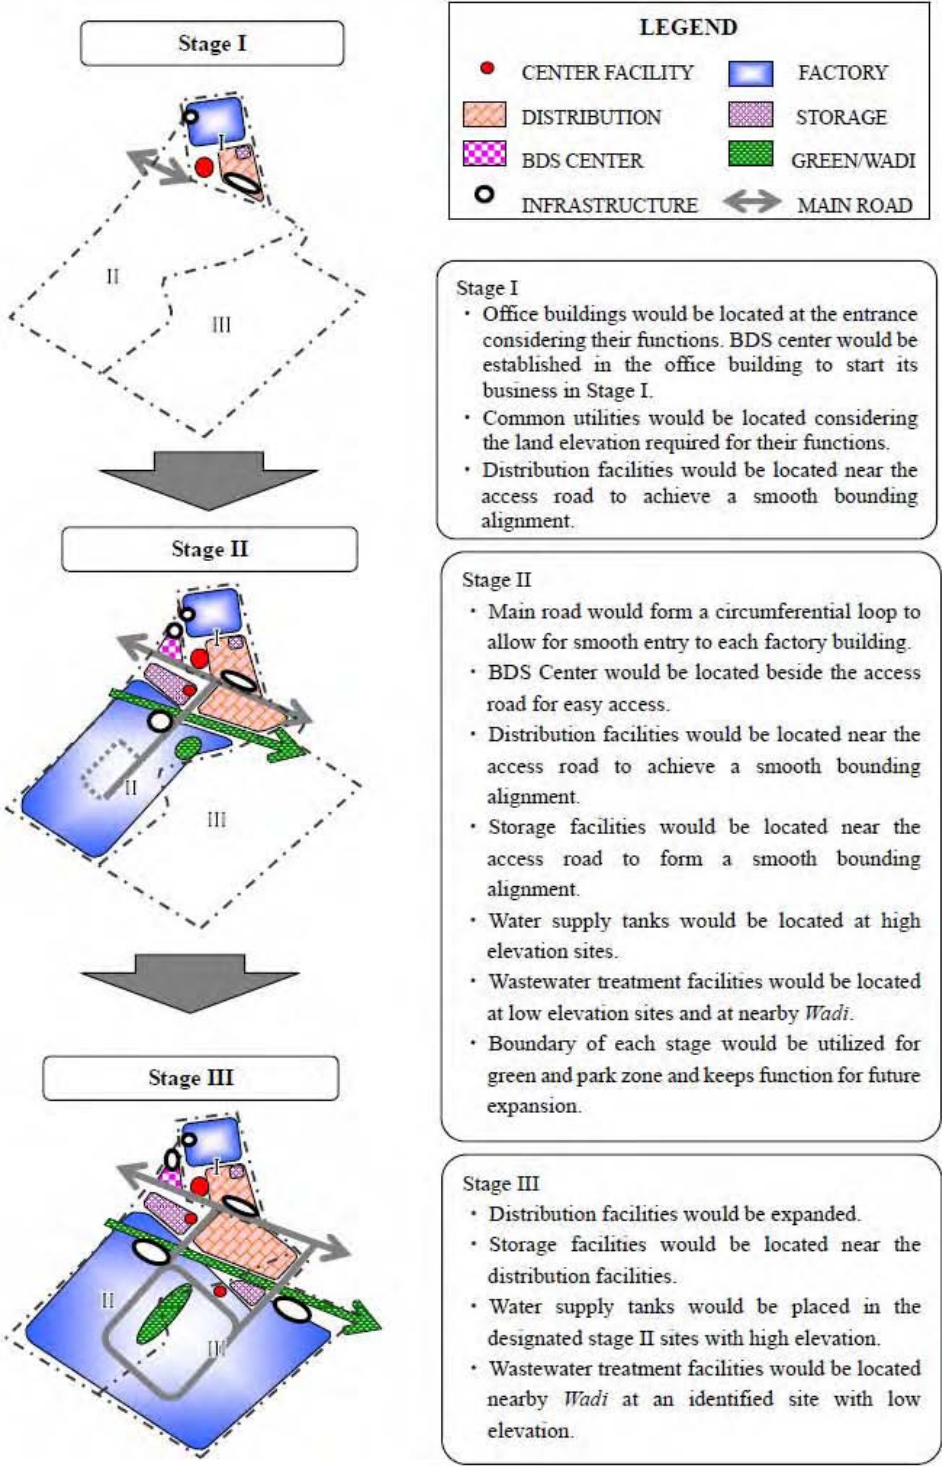 Stage I
I
II
III
LEGEND
CENTER FACILITY
FACTORY
DISTRIBUTION
STORAGE
BDS CENTER
GREEN/WADI
INFRASTRUCTURE
MAIN ROAD
Stage I
・ Office buildings would be located at the entrance
considering their functions. BDS center would be
established in the office building to start its
business in Stage I.
・ Common utilities would be located considering
the land elevation required for their functions.
・ Distribution facilities would be located near the
access road to achieve a smooth bounding
alignment.
Stage II
I
II
III
Stage II
・ Main road would form a circumferential loop to
allow for smooth entry to each factory building.
・ BDS Center would be located beside the access
road for easy access.
・ Distribution facilities would be located near the
access road to achieve a smooth bounding
alignment.
・ Storage facilities would be located near the
access road to form a smooth bounding
alignment.
・ Water supply tanks would be located at high
elevation sites.
・ Wastewater treatment facilities would be located
at low elevation sites and at nearby Wadi.
・ Boundary of each stage would be utilized for
green and park zone and keeps function for future
expansion.
Stage III
I
II
III
Stage III
・ Distribution facilities would be expanded.
・ Storage facilities would be located near the
distribution facilities.
・ Water supply tanks would be placed in the
designated stage II sites with high elevation.
・ Wastewater treatment facilities would be located
nearby Wadi at an identified site with low
elevation.